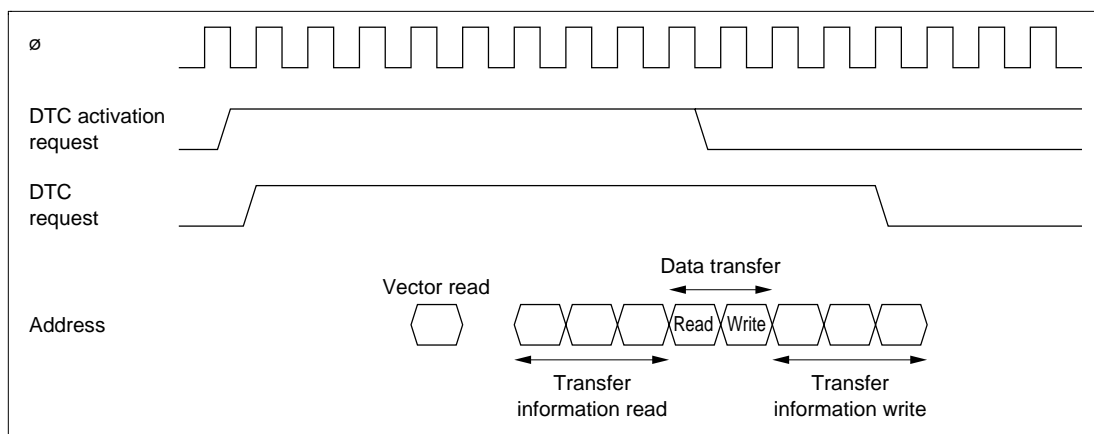 ø
DTC activation
request
DTC
request
Data transfer
Vector read
Address
Read
Write
Transfer
information read
Transfer
information write